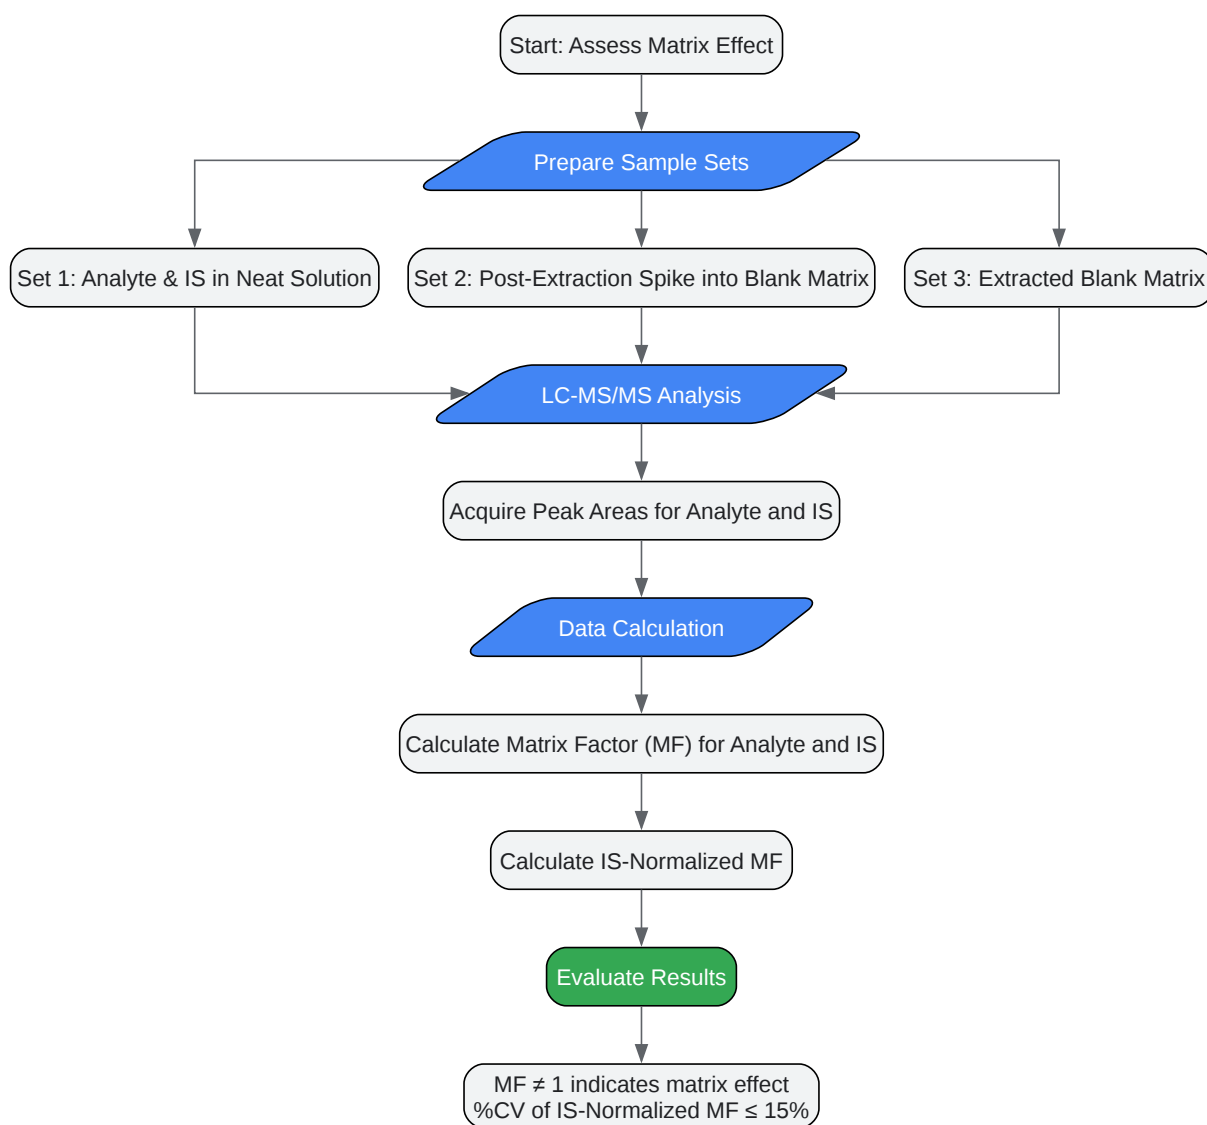 Start: Assess Matrix Effect
Prepare Sample Sets
Set 1: Analyte & IS in Neat Solution
Set 2: Post-Extraction Spike into Blank Matrix
Set 3: Extracted Blank Matrix
LC-MS/MS Analysis
Acquire Peak Areas for Analyte and IS
Data Calculation
Calculate Matrix Factor (MF) for Analyte and IS
Calculate IS-Normalized MF
Evaluate Results
MF ≠ 1 indicates matrix effect
%CV of IS-Normalized MF ≤ 15%